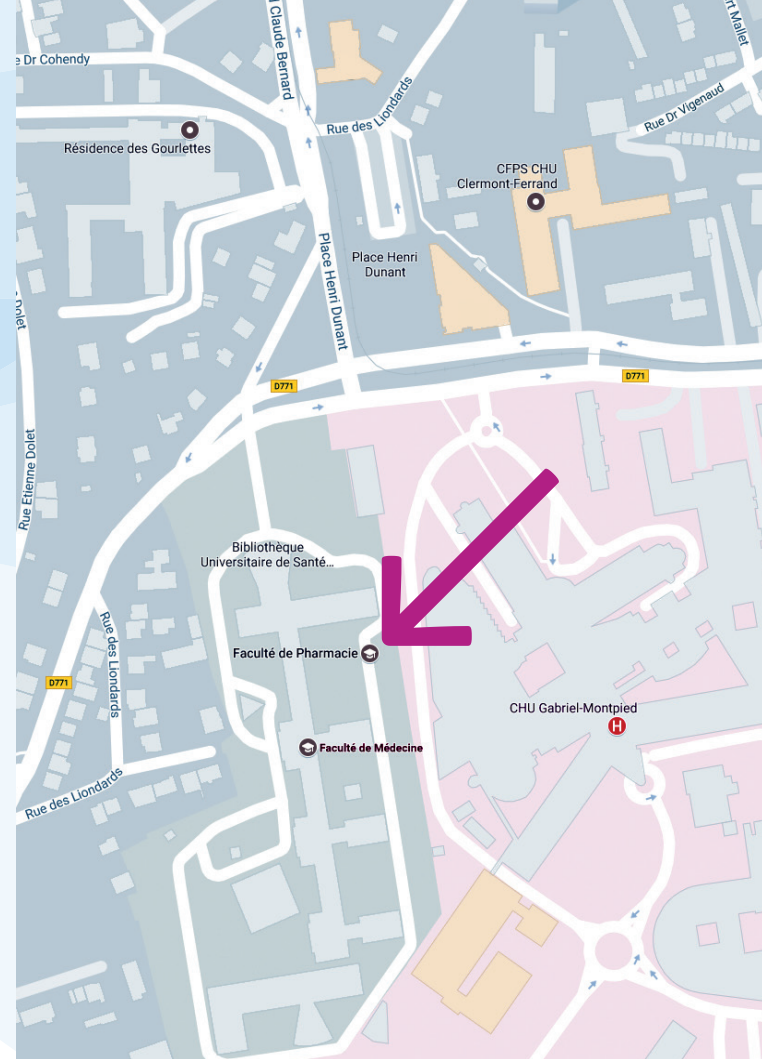 l Claude Bernard
rt Mallet
e Dr Cohendy
Rue des Liondards
Rue Dr Vigenaud
Résidence des Gourlettes
CFPS CHU
Clermont-Ferrand
Place Henri Dunant
Place Henri
Dunant
Dolet
D771
D771
Rue Etienne Dolet
Bibliothèque
Universitaire de Santé...
Rue des Liondards
Faculté de Pharmacie
D771
CHU Gabriel-Montpied
H
Faculté de Médecine
Rue des Liondards